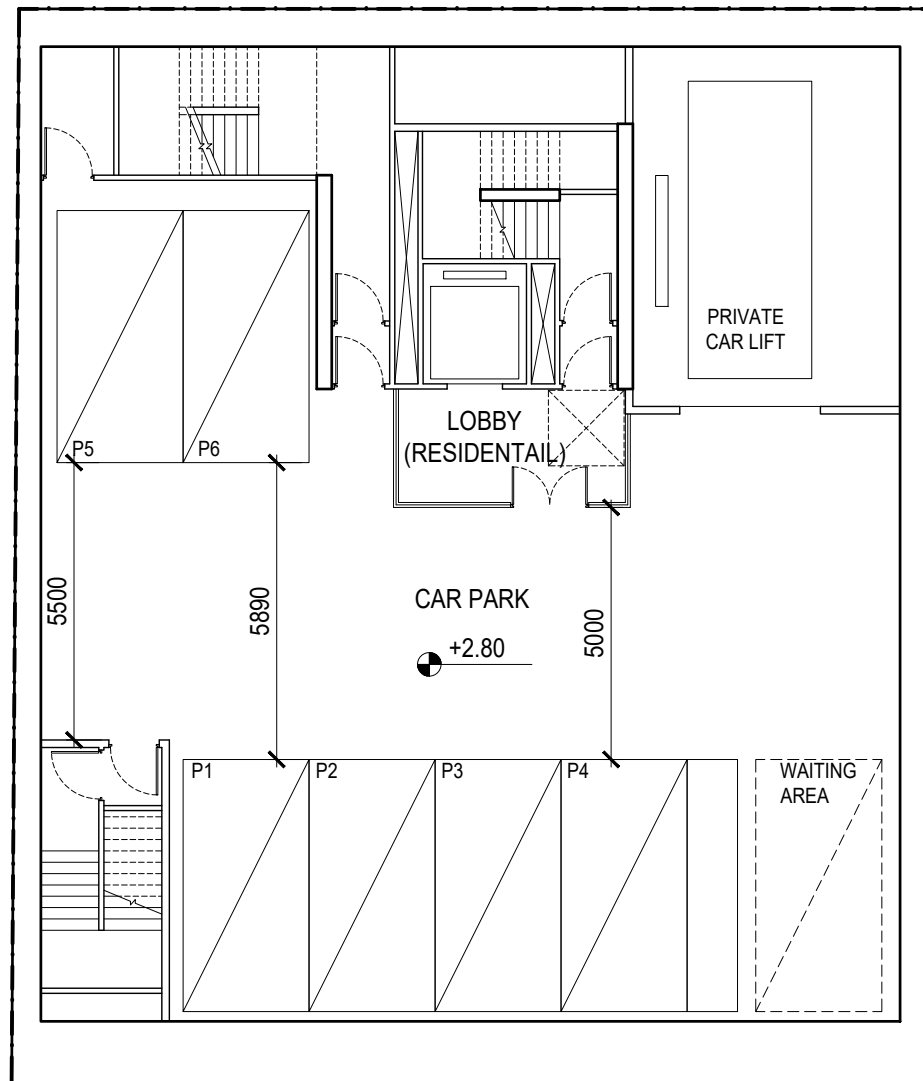 PRIVATE
CAR LIFT
LOBBY
(RESIDENTAIL)
P5
P6
5500
5890
CAR PARK
+2.80
5000
P1
P2
P3
P4
WAITING
AREA